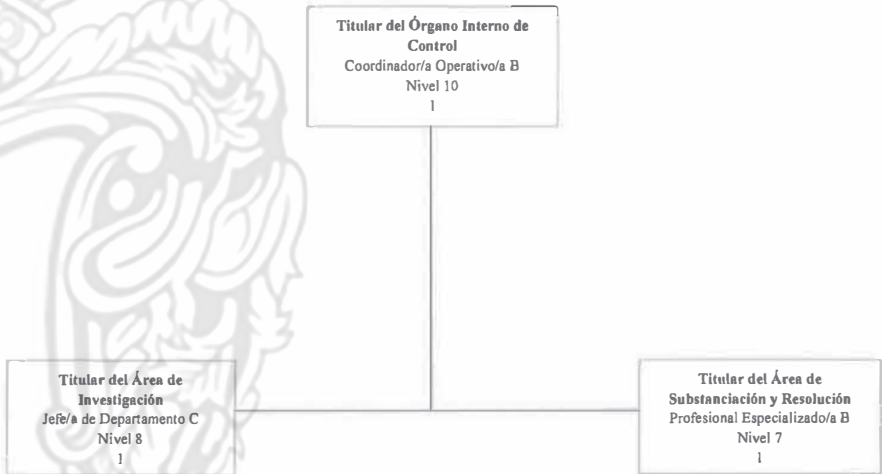 Titular del Órgano Interno de
Control
Coordinador/a Operativo/a B
Nivel 10
1
Titular del Área de
Investigación
Jefe/a de Departamento C
Nivel 8
1
Titular del Área de
Substanciación y Resolución
Profesional Especializado/a B
Nivel 7
1